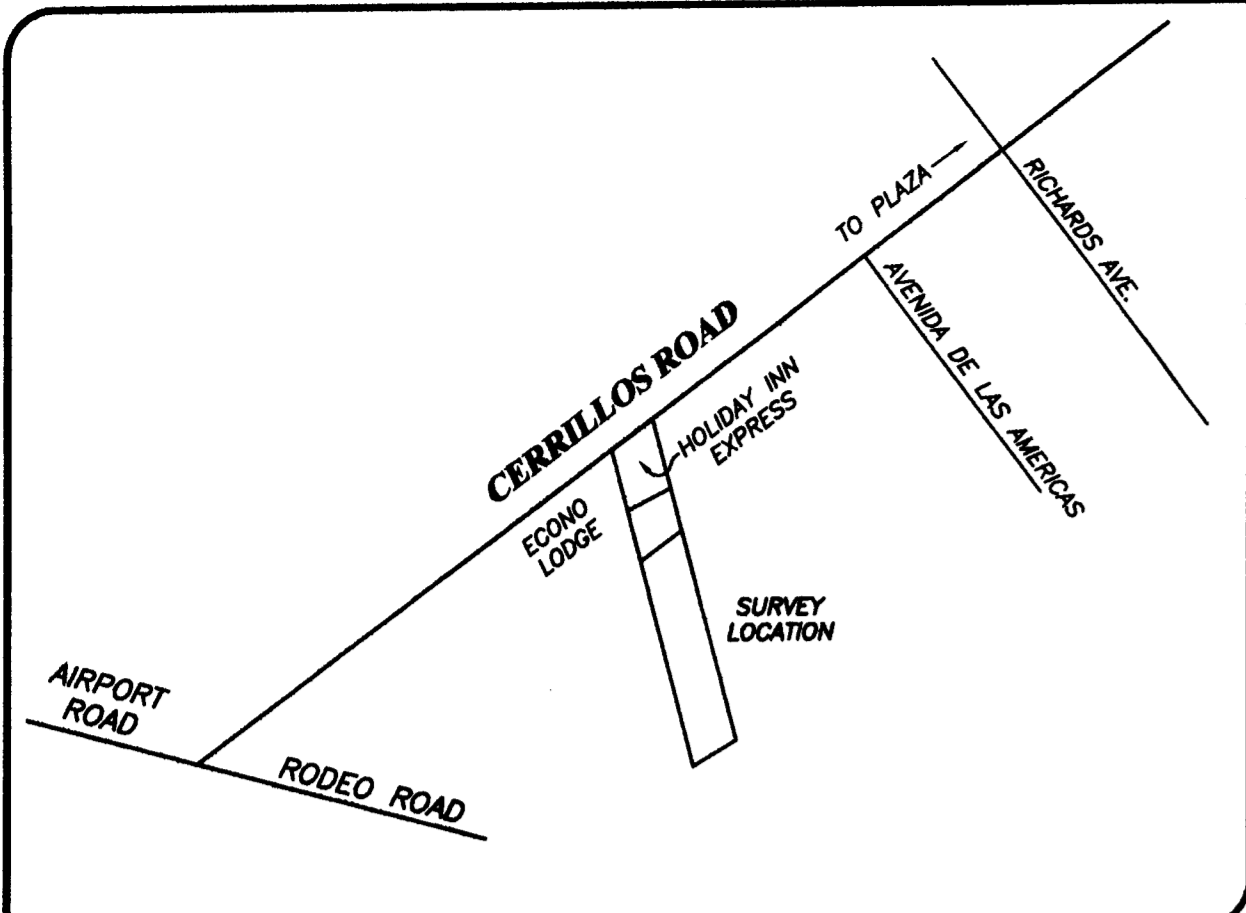 TO PLAZA
RICHARDS AVE.
AVENIDA DE LAS AMERICAS
CERRILLOS ROAD
HOLIDAY INN
EXPRESS
ECONO
LODGE
SURVEY
LOCATION
AIRPORT
ROAD
RODEO ROAD